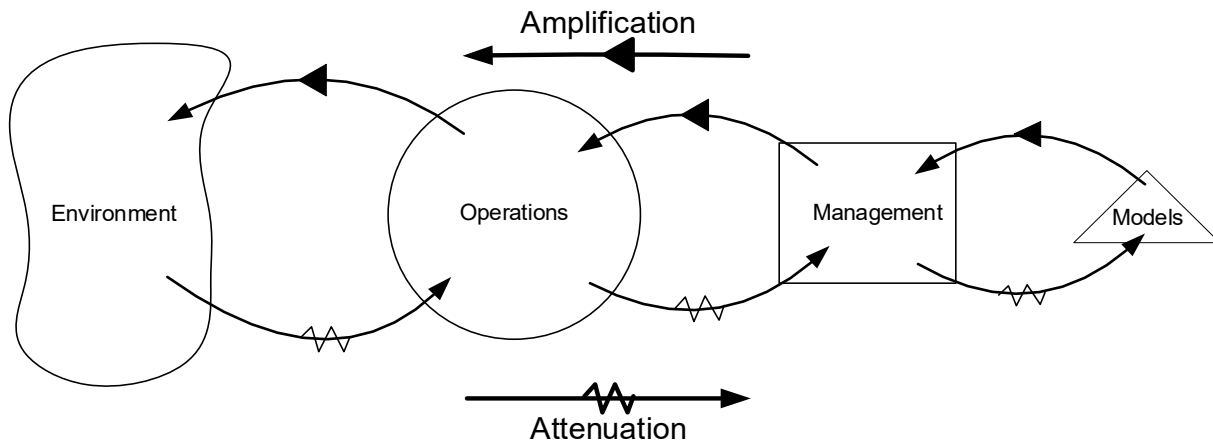 Amplification
Environment
Operations
Management
Models
Attenuation